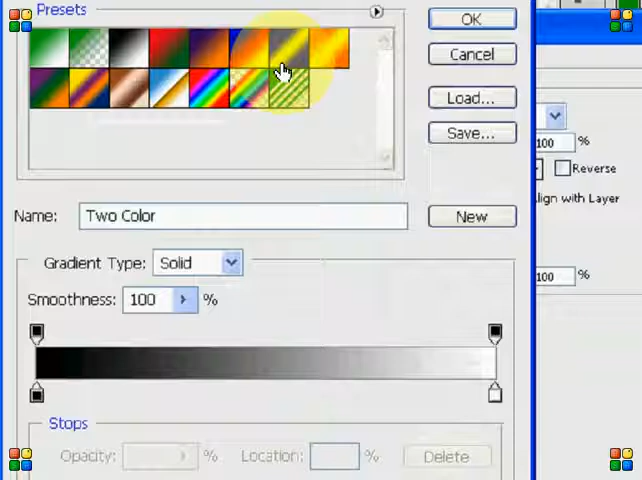 Presets
OK
Cancel
Load...
Save...
100 %
Reverse
lign with Layer
Name: Two Color
New
Gradient Type: Solid
100 %
Smoothness: 100 %
Stops
Opacity: % Location: % Delete